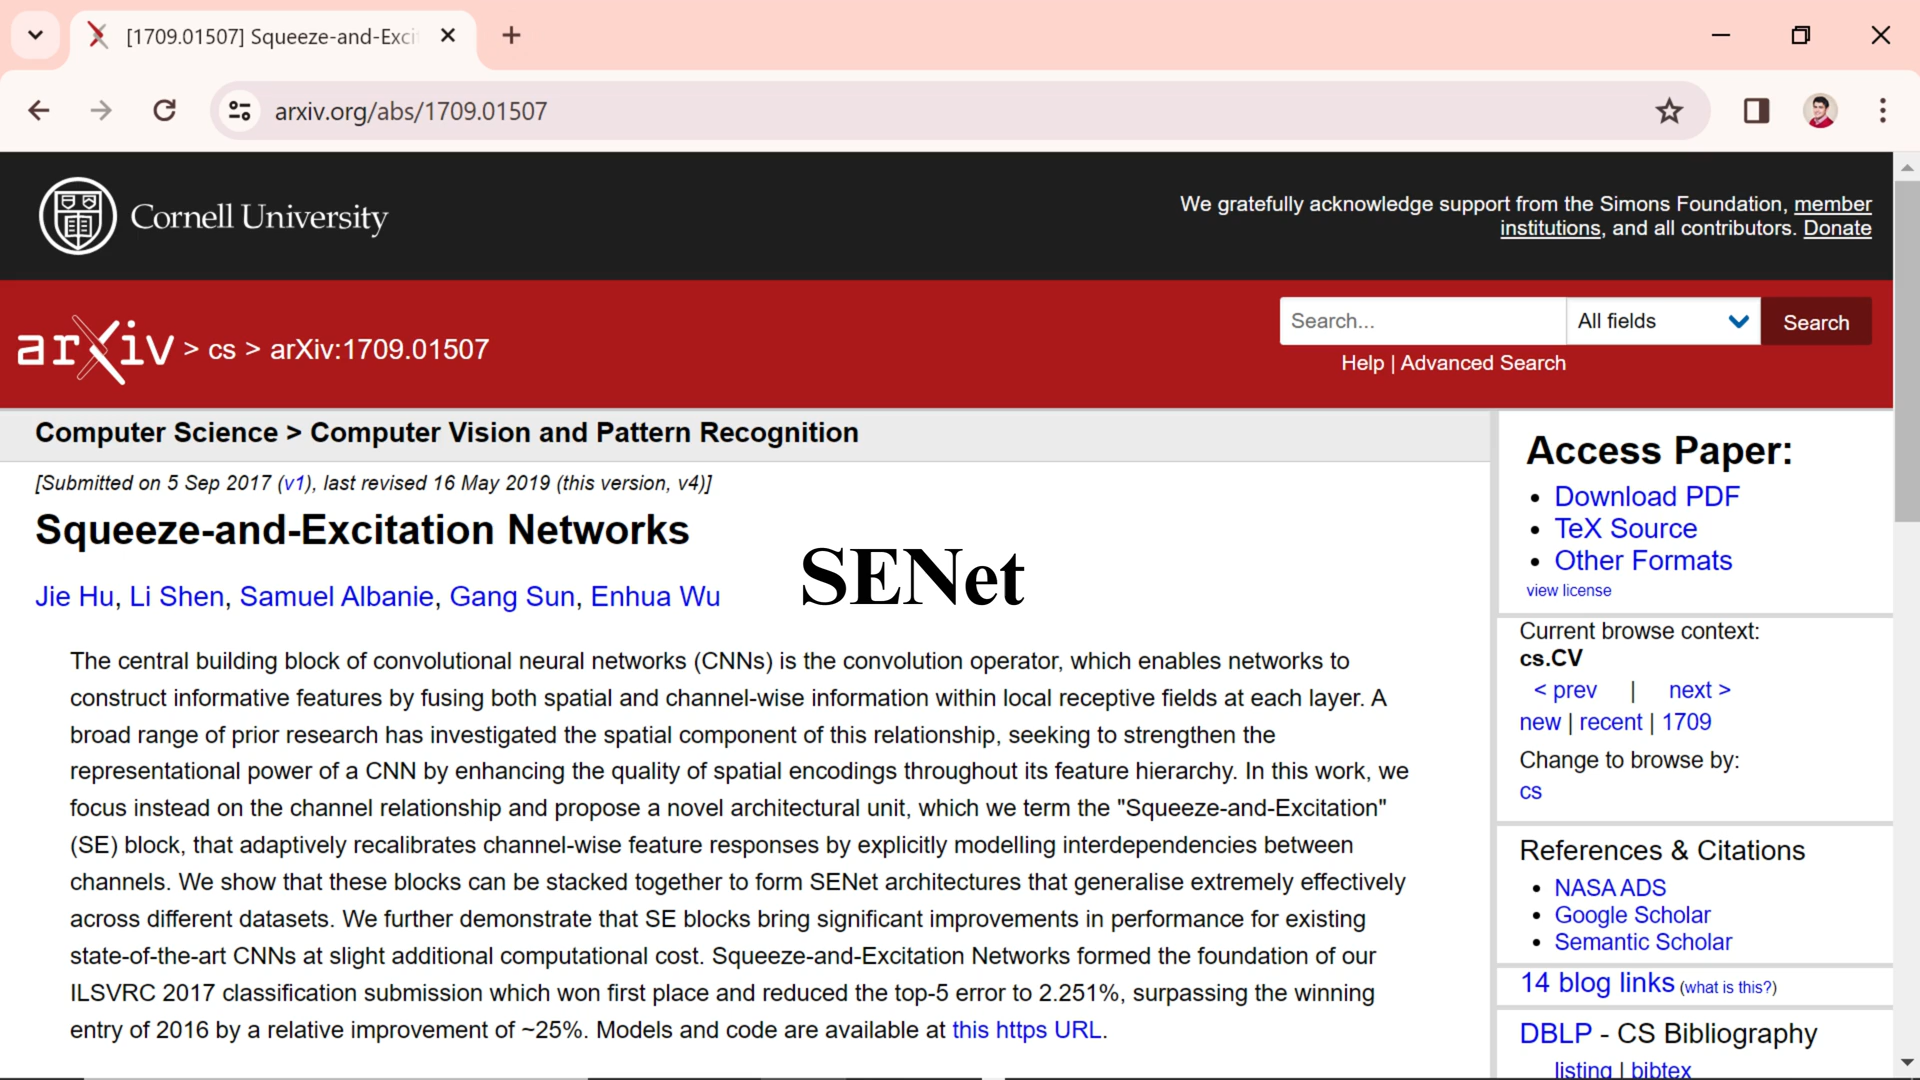 [1709.01507] Squeeze-and-Exci
arxiv.org/abs/1709.01507
Cornell University
We gratefully acknowledge support from the Simons Foundation, member
institutions, and all contributors. Donate
arXiv > cs > arXiv:1709.01507
Search...
All fields
Search
Help | Advanced Search
Computer Science > Computer Vision and Pattern Recognition
[Submitted on 5 Sep 2017 (v1), last revised 16 May 2019 (this version, v4)]
Squeeze-and-Excitation Networks
SENet
Jie Hu, Li Shen, Samuel Albanie, Gang Sun, Enhua Wu
The central building block of convolutional neural networks (CNNs) is the convolution operator, which enables networks to
construct informative features by fusing both spatial and channel-wise information within local receptive fields at each layer. A
broad range of prior research has investigated the spatial component of this relationship, seeking to strengthen the
representational power of a CNN by enhancing the quality of spatial encodings throughout its feature hierarchy. In this work, we
focus instead on the channel relationship and propose a novel architectural unit, which we term the "Squeeze-and-Excitation"
(SE) block, that adaptively recalibrates channel-wise feature responses by explicitly modelling interdependencies between
channels. We show that these blocks can be stacked together to form SENet architectures that generalise extremely effectively
across different datasets. We further demonstrate that SE blocks bring significant improvements in performance for existing
state-of-the-art CNNs at slight additional computational cost. Squeeze-and-Excitation Networks formed the foundation of our
ILSVRC 2017 classification submission which won first place and reduced the top-5 error to 2.251%, surpassing the winning
entry of 2016 by a relative improvement of ~25%. Models and code are available at this https URL.
Access Paper:
Download PDF
TeX Source
Other Formats
view license
Current browse context:
cs.CV
< prev | next >
new | recent | 1709
Change to browse by:
cs
References & Citations
NASA ADS
Google Scholar
Semantic Scholar
14 blog links (what is this?)
DBLP - CS Bibliography
listing | bibtex